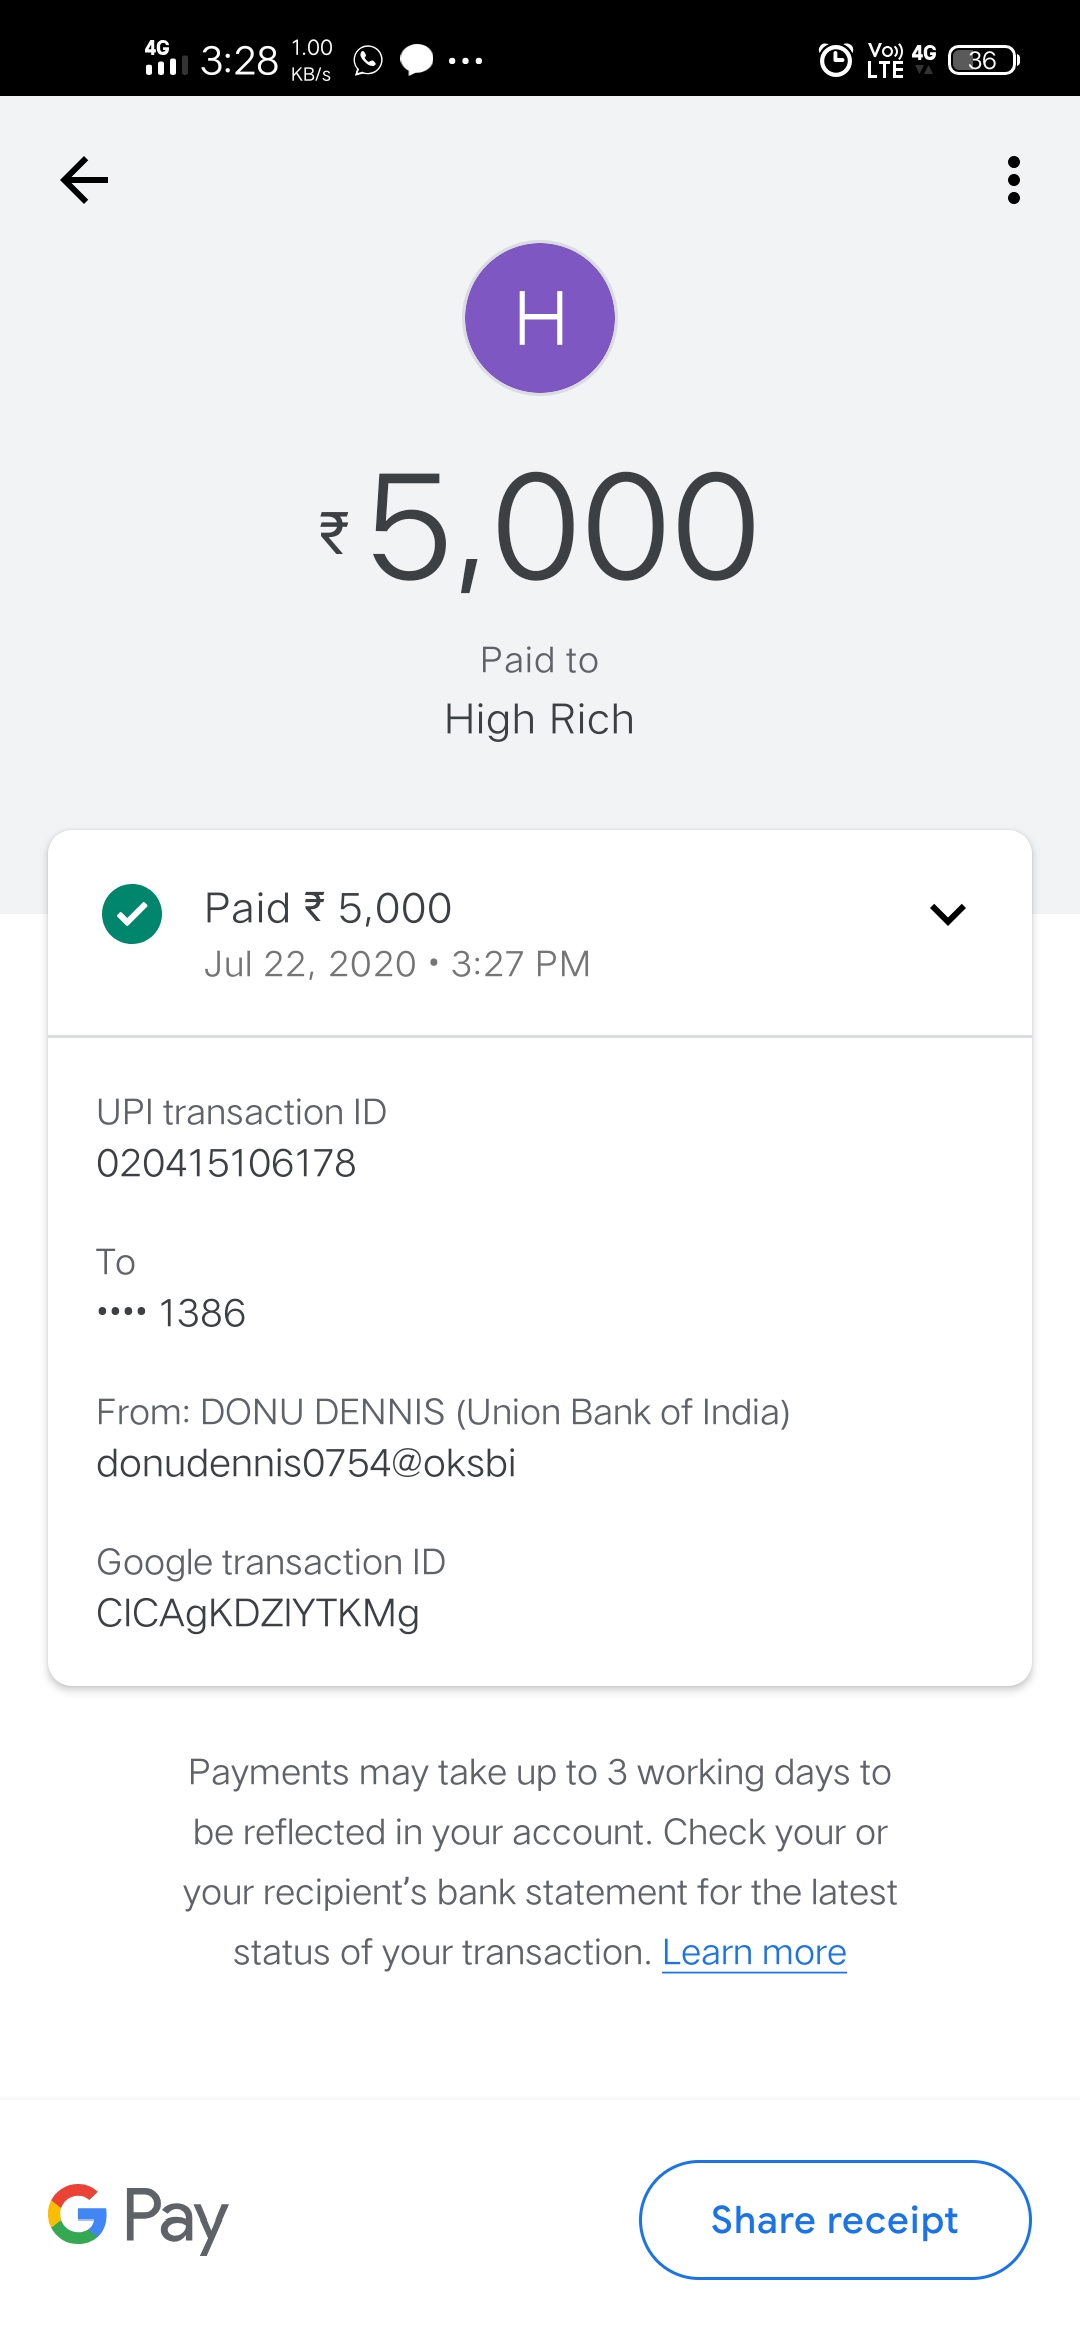 4G 3:28 1.00 KB/s Vo)) LTE 4G 36
H
₹5,000
Paid to
High Rich
Paid ₹ 5,000
Jul 22, 2020 • 3:27 PM
UPI transaction ID
020415106178
To
•••• 1386
From: DONU DENNIS (Union Bank of India)
donudennis0754@oksbi
Google transaction ID
CICAgKDZIYTKMg
Payments may take up to 3 working days to
be reflected in your account. Check your or
your recipient's bank statement for the latest
status of your transaction. Learn more
G Pay
Share receipt